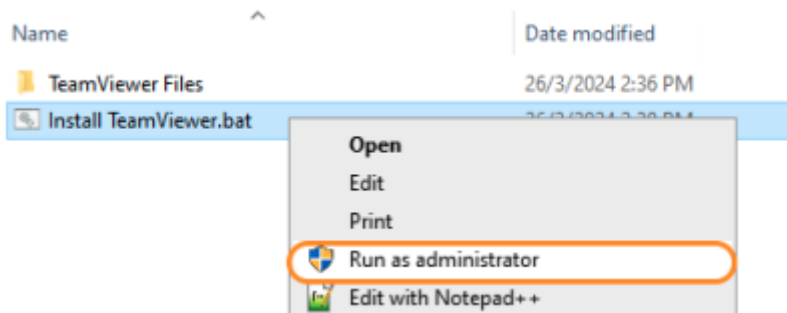 Name Date modified
TeamViewer Files 26/3/2024 2:36 PM
Install TeamViewer.bat
Open
Edit
Print
Run as administrator
Edit with Notepad++